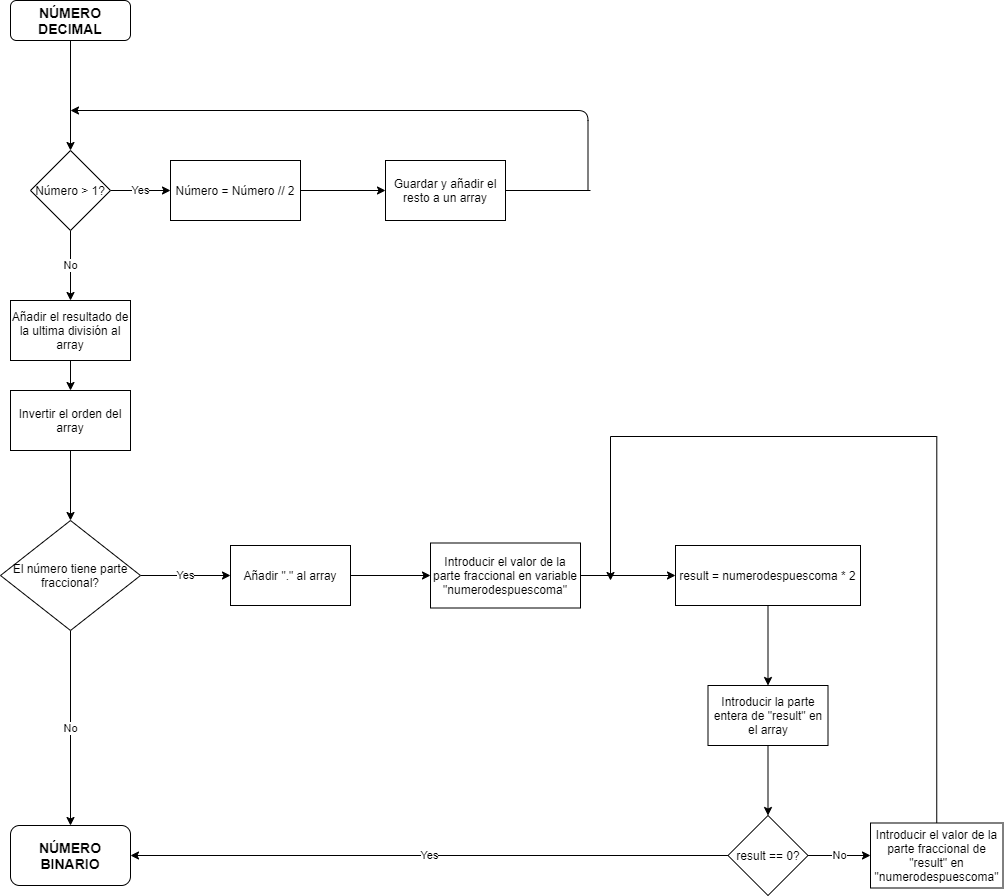 NÚMERO
DECIMAL
Número > 1?
Yes
Número = Número // 2
Guardar y añadir el
resto a un array
No
Añadir el resultado de
la ultima división al
array
Invertir el orden del
array
El número tiene parte
fraccional?
Yes
Añadir "." al array
Introducir el valor de la
parte fraccional en variable
"numerodespuescoma"
result = numerodespuescoma * 2
Introducir la parte
entera de "result" en
el array
No
result == 0?
Yes
No
Introducir el valor de la
parte fraccional de
"result" en
"numerodespuescoma"
NÚMERO
BINARIO